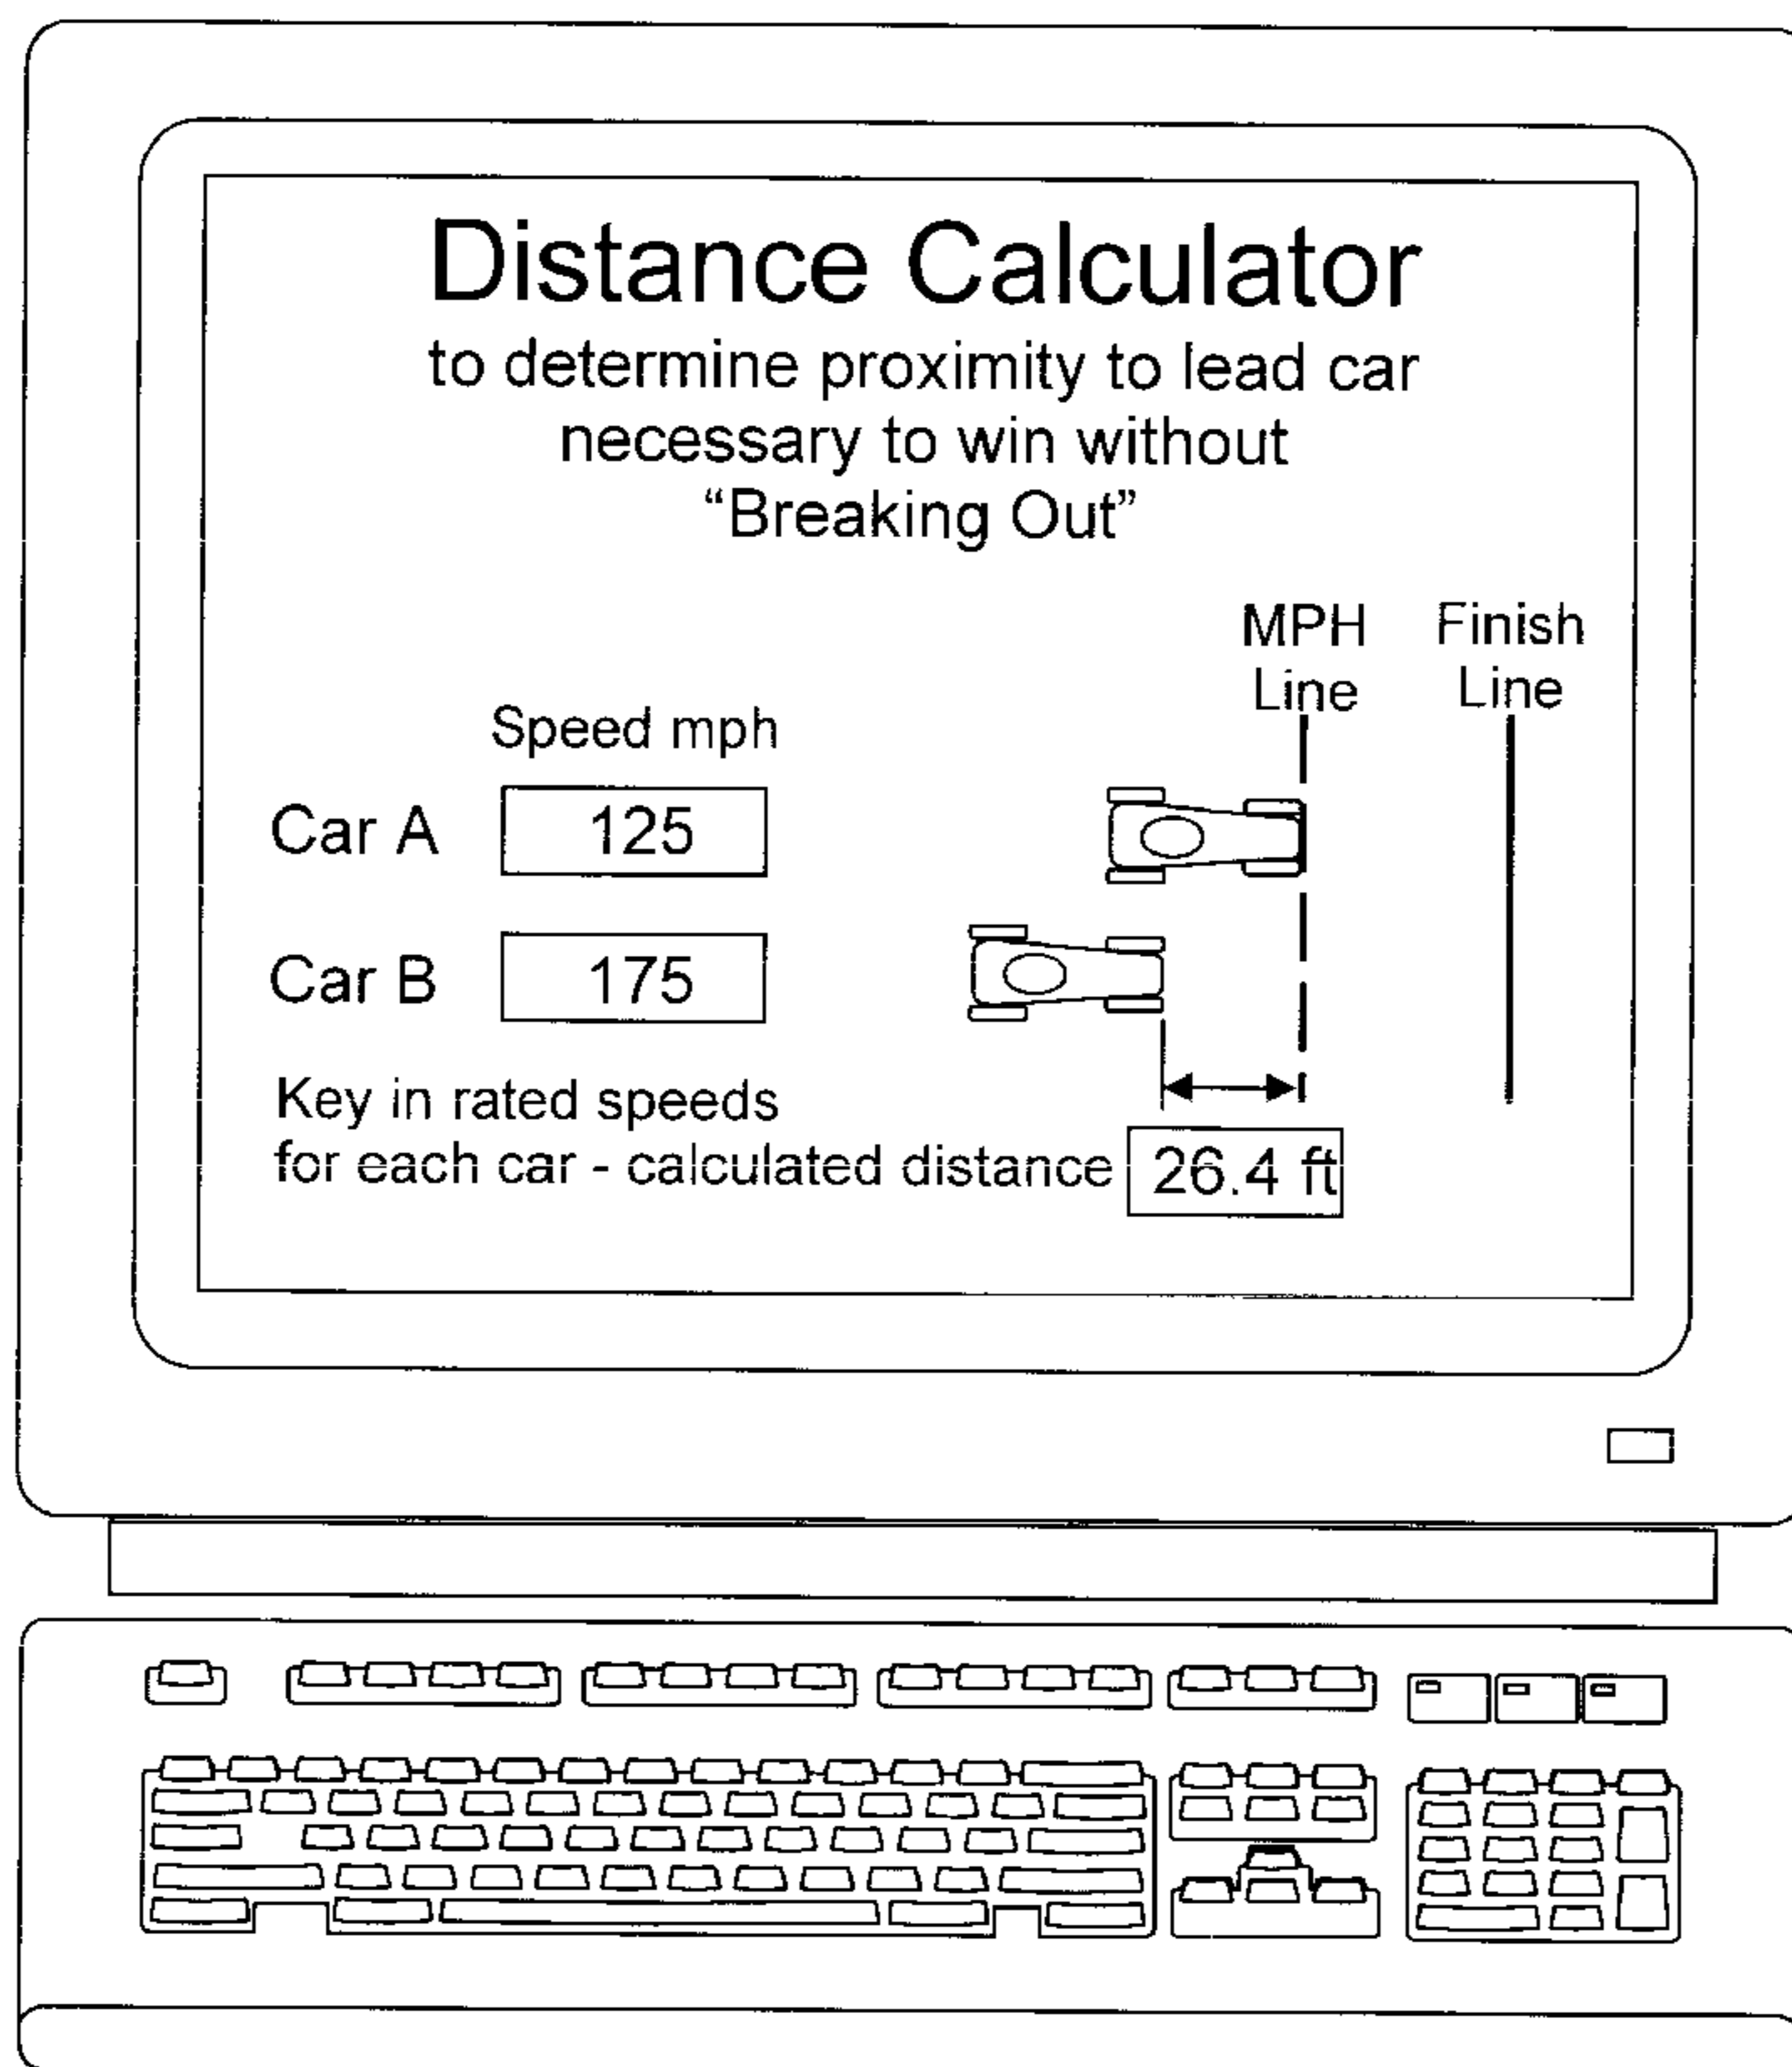 Distance Calculator
to determine proximity to lead car
necessary to win without
“Breaking Out”
MPH
Line
Finish
Line
Speed mph
Car A 125
Car B 175
Key in rated speeds
for each car - calculated distance 26.4 ft